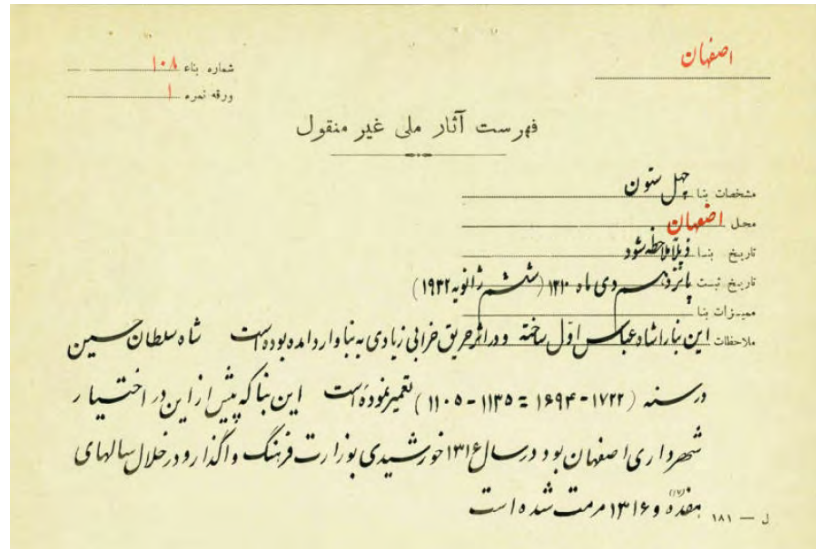 اصفهان
شماره بناء ۱۰۸
ورقه نمره ۱
فهرست آثار ملی غیر منقول
مشخصات بنا چهل ستون
محل اصفهان
تاریخ بنا ذیلاً ملاحظه شود
تاریخ ثبت پانزدهم دی ماه ۱۳۱۰ (ششم ژانویه ۱۹۳۲)
ممیزات بنا
ملاحظات این بنا را شاه عباس اوّل ساخته و در اثر حریق خرابی زیادی به بنا وارد آمده بوده است شاه سلطان حسین
در سنه (۱۷۲۲ - ۱۶۹۴ = ۱۱۳۵ - ۱۱۰۵) تعمیر نموده است این بنا که پیش از این در اختیار
شهرداری اصفهان بود در سال ۱۳۱۶ خورشیدی بوزارت فرهنگ واگذار و در خلال سالهای
هفده (۱۷) و ۱۳۱۶ مرمت شده است
ل — ۱۸۱